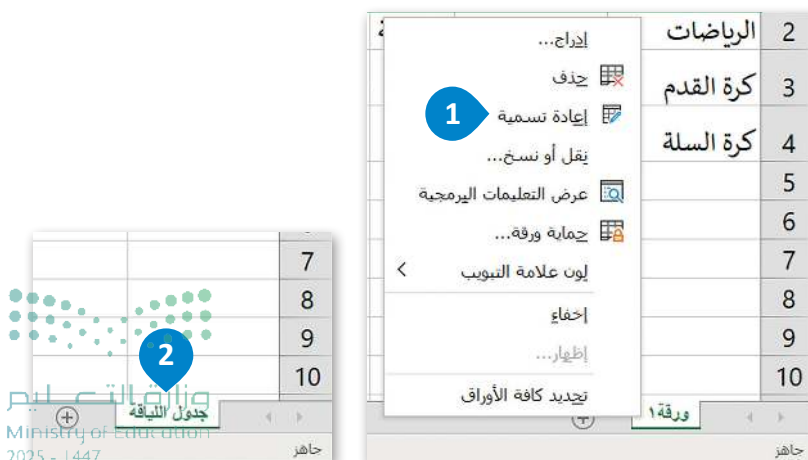 2 الرياضات
3 كرة القدم
4 كرة السلة
5
6
7
8
9
10
إدراج...
حذف
إعادة تسمية
1
نقل أو نسخ...
عرض التعليمات البرمجية
حماية ورقة...
لون علامة التبويب
إخفاء
إظهار...
تحديد كافة الأوراق
ورقة١
جاهز
7
8
9
10
2
جدول اللياقة
جاهز
وزارة التعليم
Ministry of Education
2025 - 1447